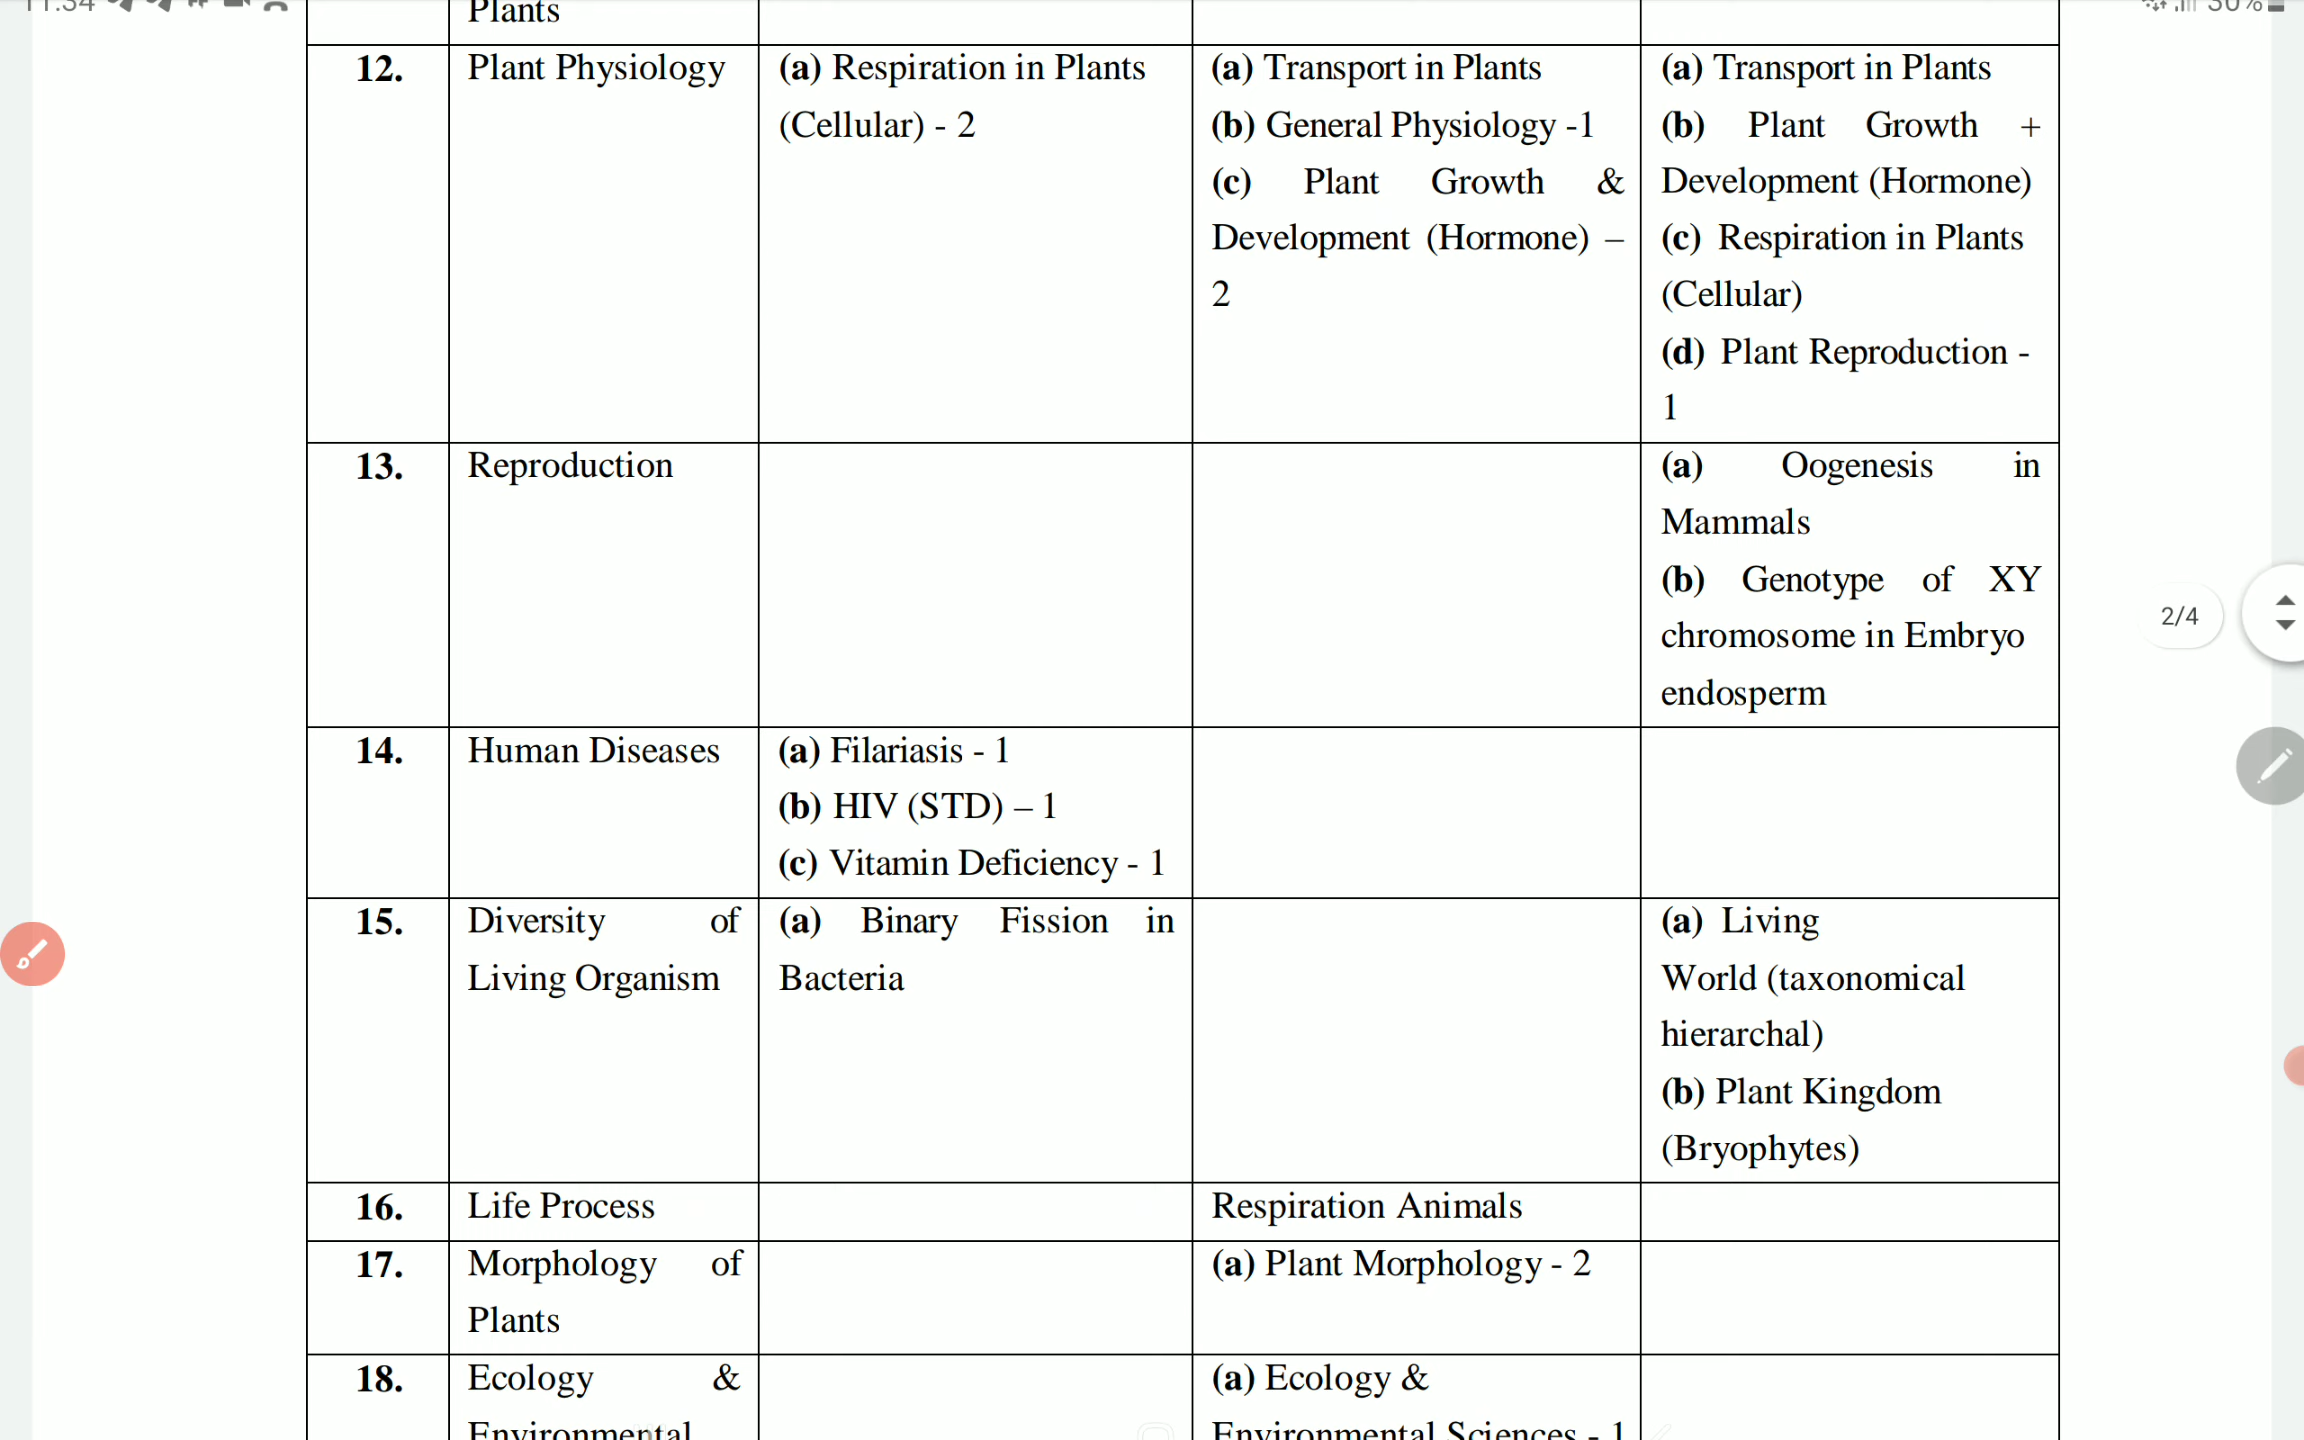 Plants
12. Plant Physiology (a) Respiration in Plants (a) Transport in Plants (a) Transport in Plants
(Cellular) - 2 (b) General Physiology -1 (b) Plant Growth +
(c) Plant Growth & Development (Hormone)
Development (Hormone) – (c) Respiration in Plants
2 (Cellular)
(d) Plant Reproduction -
1
13. Reproduction (a) Oogenesis in
Mammals
(b) Genotype of XY
chromosome in Embryo
endosperm
2/4
14. Human Diseases (a) Filariasis - 1
(b) HIV (STD) – 1
(c) Vitamin Deficiency - 1
15. Diversity of (a) Binary Fission in (a) Living
Living Organism Bacteria World (taxonomical
hierarchal)
(b) Plant Kingdom
(Bryophytes)
16. Life Process Respiration Animals
17. Morphology of (a) Plant Morphology - 2
Plants
18. Ecology & (a) Ecology &
Environmental Environmental Sciences - 1